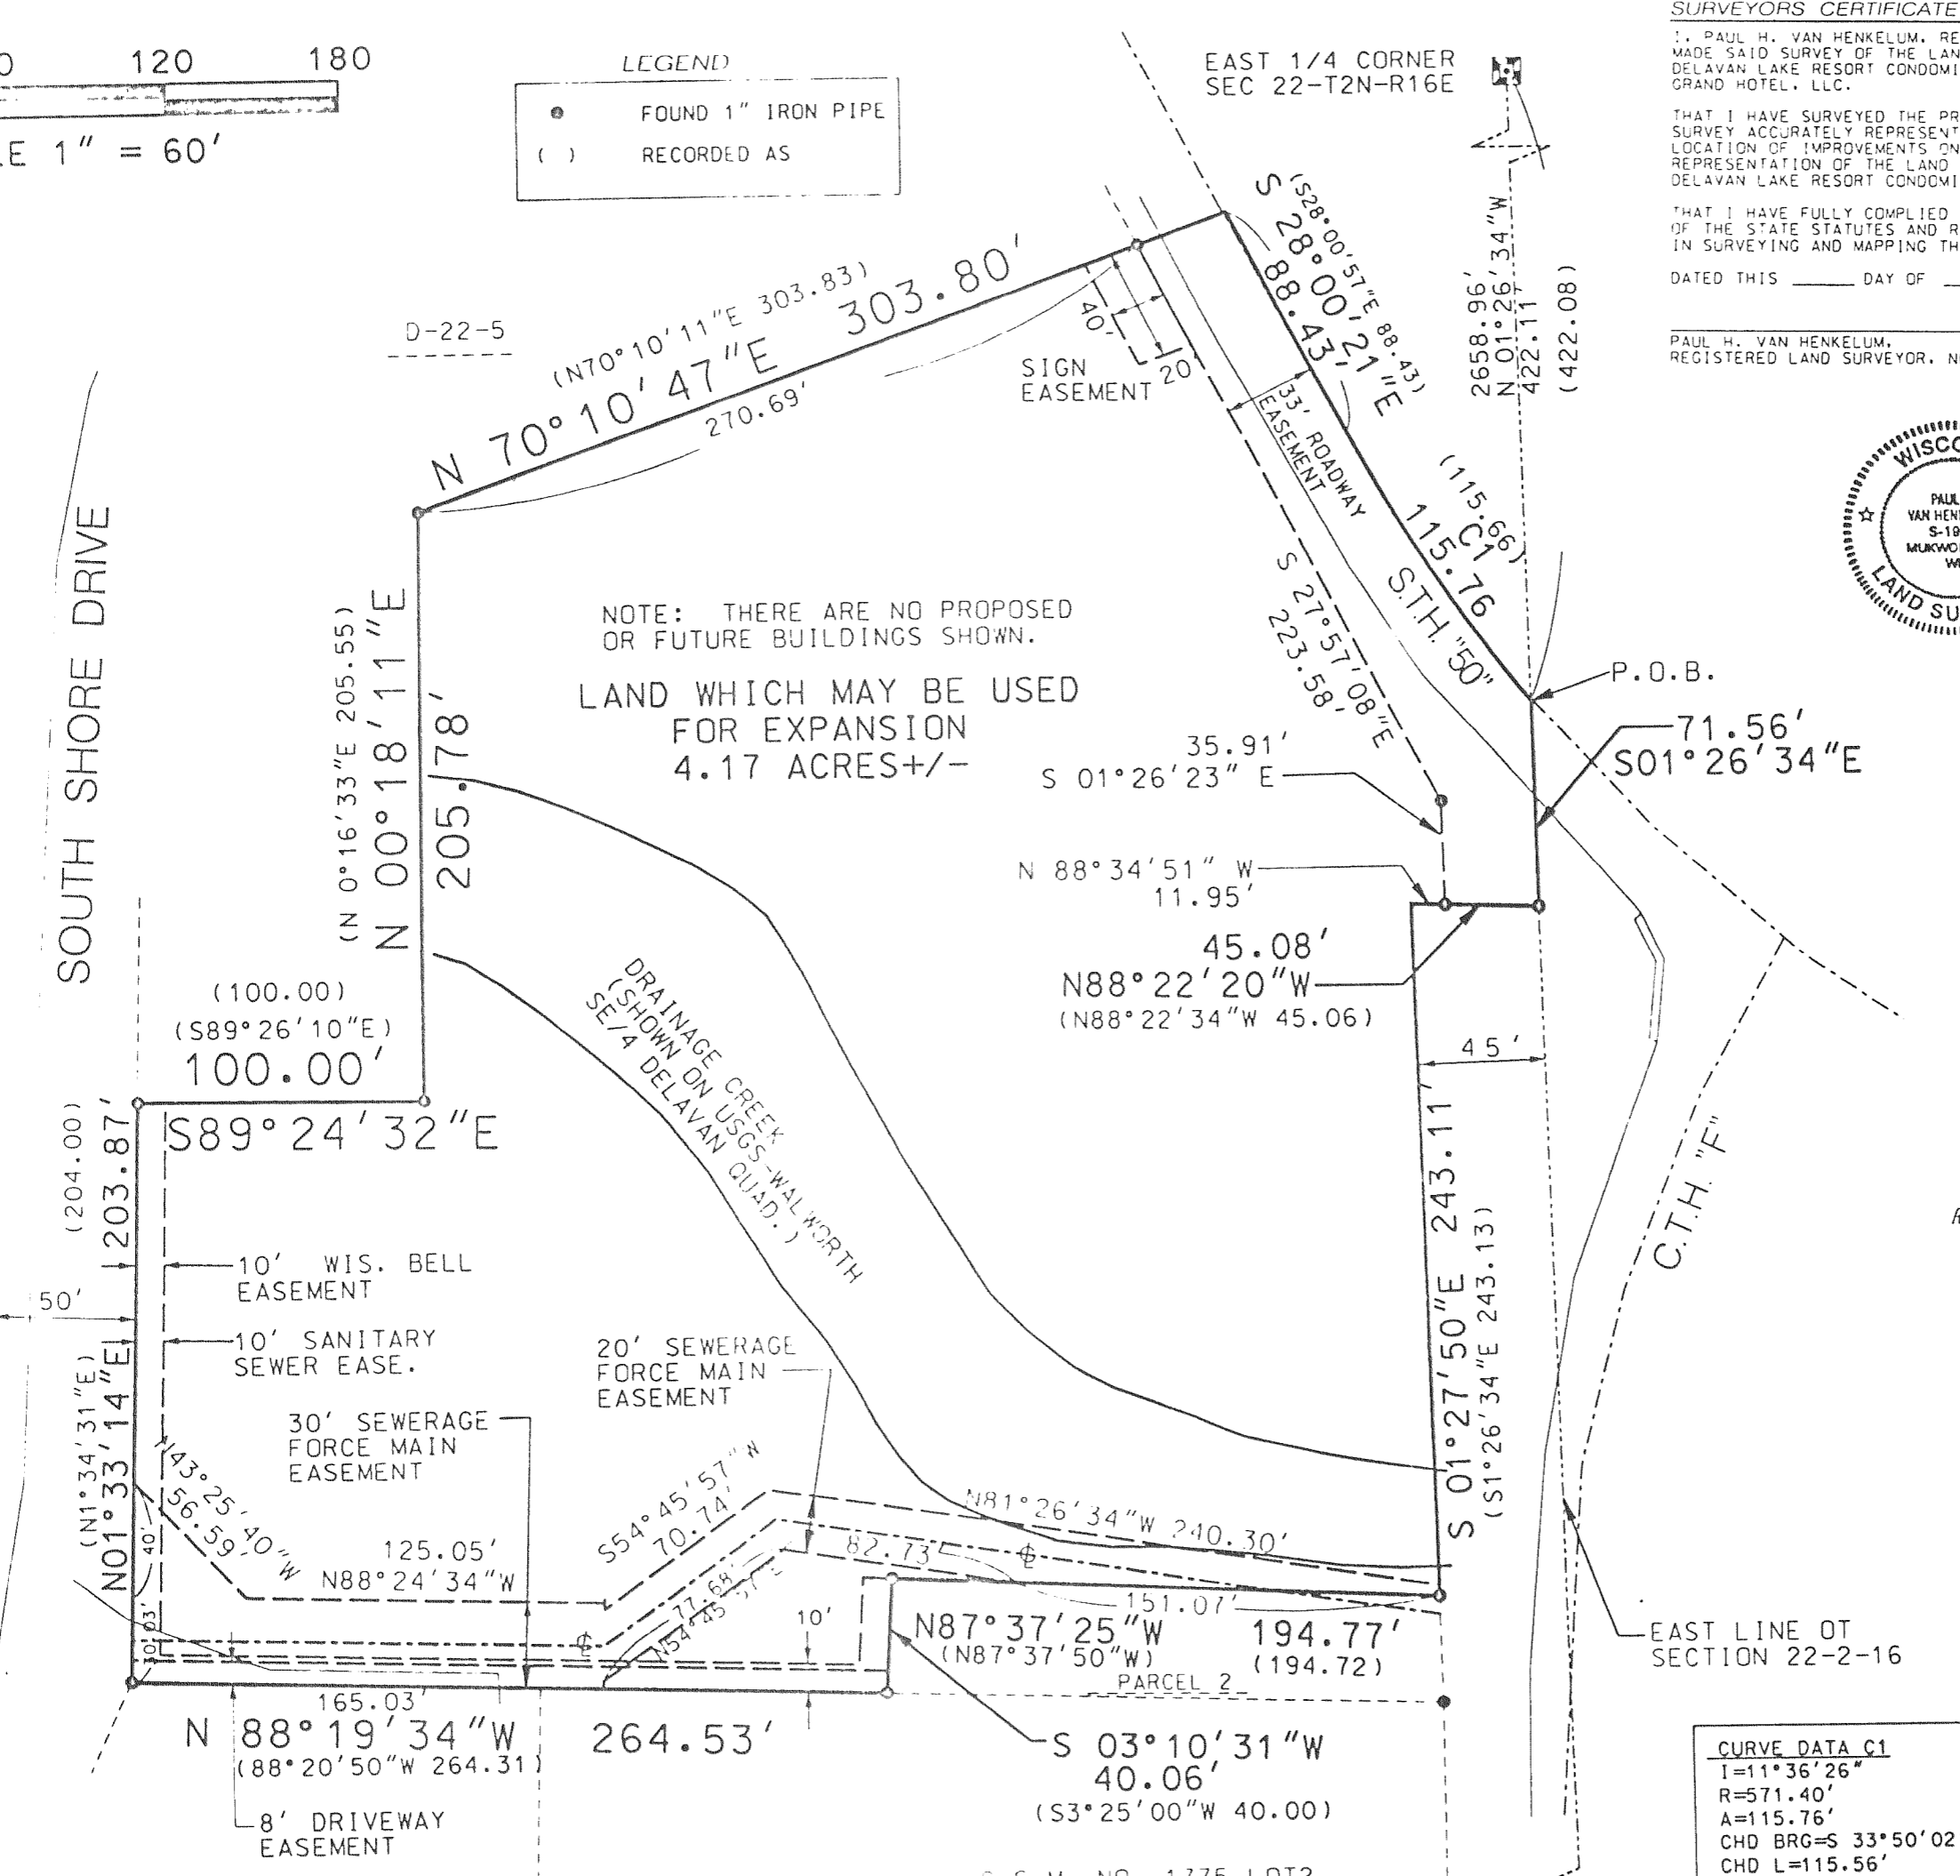 120 180
1" = 60'
LEGEND
FOUND 1" IRON PIPE
( ) RECORDED AS
EAST 1/4 CORNER
SEC 22-T2N-R16E
SURVEYORS CERTIFICATE
I, PAUL H. VAN HENKELUM, RE
MADE SAID SURVEY OF THE LAN
DELAVAN LAKE RESORT CONDOMI
GRAND HOTEL, LLC.
THAT I HAVE SURVEYED THE PR
SURVEY ACCURATELY REPRESENT
LOCATION OF IMPROVEMENTS ON
REPRESENTATION OF THE LAND
DELAVAN LAKE RESORT CONDOMI
THAT I HAVE FULLY COMPLIED
OF THE STATE STATUTES AND R
IN SURVEYING AND MAPPING TH
DATED THIS ______ DAY OF
PAUL H. VAN HENKELUM,
REGISTERED LAND SURVEYOR, N
WISCO
PAUL
VAN HEN
S-19
MUKWO
WI
LAND SU
D-22-5
(N70°10'11"E 303.83)
N 70°10'47"E 303.80'
270.69'
40'
20'
SIGN
EASEMENT
(S28°00'57"E 88.43)
S 28°00'21"E
88.43'
2658.96'
N 01°26'34"W
422.11
(422.08)
33' ROADWAY
EASEMENT
(115.66)
C1
115.76
S.T.H. "50"
S 27°57'08"E
223.58'
P.O.B.
71.56'
S01°26'34"E
SOUTH SHORE DRIVE
(N 0°16'33"E 205.55)
N 00°18'11"E
205.78'
NOTE: THERE ARE NO PROPOSED
OR FUTURE BUILDINGS SHOWN.
LAND WHICH MAY BE USED
FOR EXPANSION
4.17 ACRES+/-
35.91'
S 01°26'23" E
N 88°34'51" W
11.95'
45.08'
N88°22'20"W
(N88°22'34"W 45.06)
45'
(100.00)
(S89°26'10"E)
100.00'
S89°24'32"E
DRAINAGE CREEK
(SHOWN ON USGS-WALWORTH
SE/4 DELAVAN QUAD.)
(204.00)
203.87'
(N1°34'31"E)
N01°33'14"E
50'
10' WIS. BELL
EASEMENT
10' SANITARY
SEWER EASE.
20' SEWERAGE
FORCE MAIN
EASEMENT
30' SEWERAGE
FORCE MAIN
EASEMENT
S 01°27'50"E 243.11'
(S1°26'34"E 243.13)
C.T.H. "F"
N43°25'40"W
56.59'
40'
125.05'
N88°24'34"W
S54°45'57"W
70.74'
N81°26'34"W 240.30'
82.73'
77.68'
N54°45'57"E
10'
151.07'
N87°37'25"W 194.77'
(N87°37'50"W) (194.72)
PARCEL 2
EAST LINE OT
SECTION 22-2-16
165.03'
N 88°19'34"W 264.53'
(88°20'50"W 264.31)
S 03°10'31"W
40.06'
(S3°25'00"W 40.00)
8' DRIVEWAY
EASEMENT
CURVE DATA C1
I=11°36'26"
R=571.40'
A=115.76'
CHD BRG=S 33°50'02
CHD L=115.56'